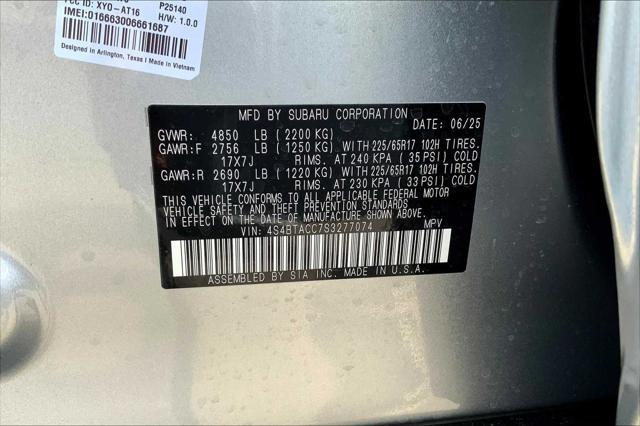 FCC ID: XYO-AT16 P25140
H/W: 1.0.0
IMEI:016663006661687
Designed in Arlington, Texas | Made in Vietnam
MFD BY SUBARU CORPORATION
DATE: 06/25
GVWR: 4850 LB (2200 KG)
GAWR:F 2756 LB (1250 KG) WITH 225/65R17 102H TIRES.
17X7J RIMS. AT 240 KPA (35 PSI) COLD
GAWR:R 2690 LB (1220 KG) WITH 225/65R17 102H TIRES.
17X7J RIMS. AT 230 KPA (33 PSI) COLD
THIS VEHICLE CONFORMS TO ALL APPLICABLE FEDERAL MOTOR
VEHICLE SAFETY AND BUMPER STANDARDS
IN EFFECT ON THE DATE OF MANUFACTURE SHOWN ABOVE.
VIN: 4S4BTACC7S3277074 MPV
ASSEMBLED BY SIA INC. MADE IN U.S.A.